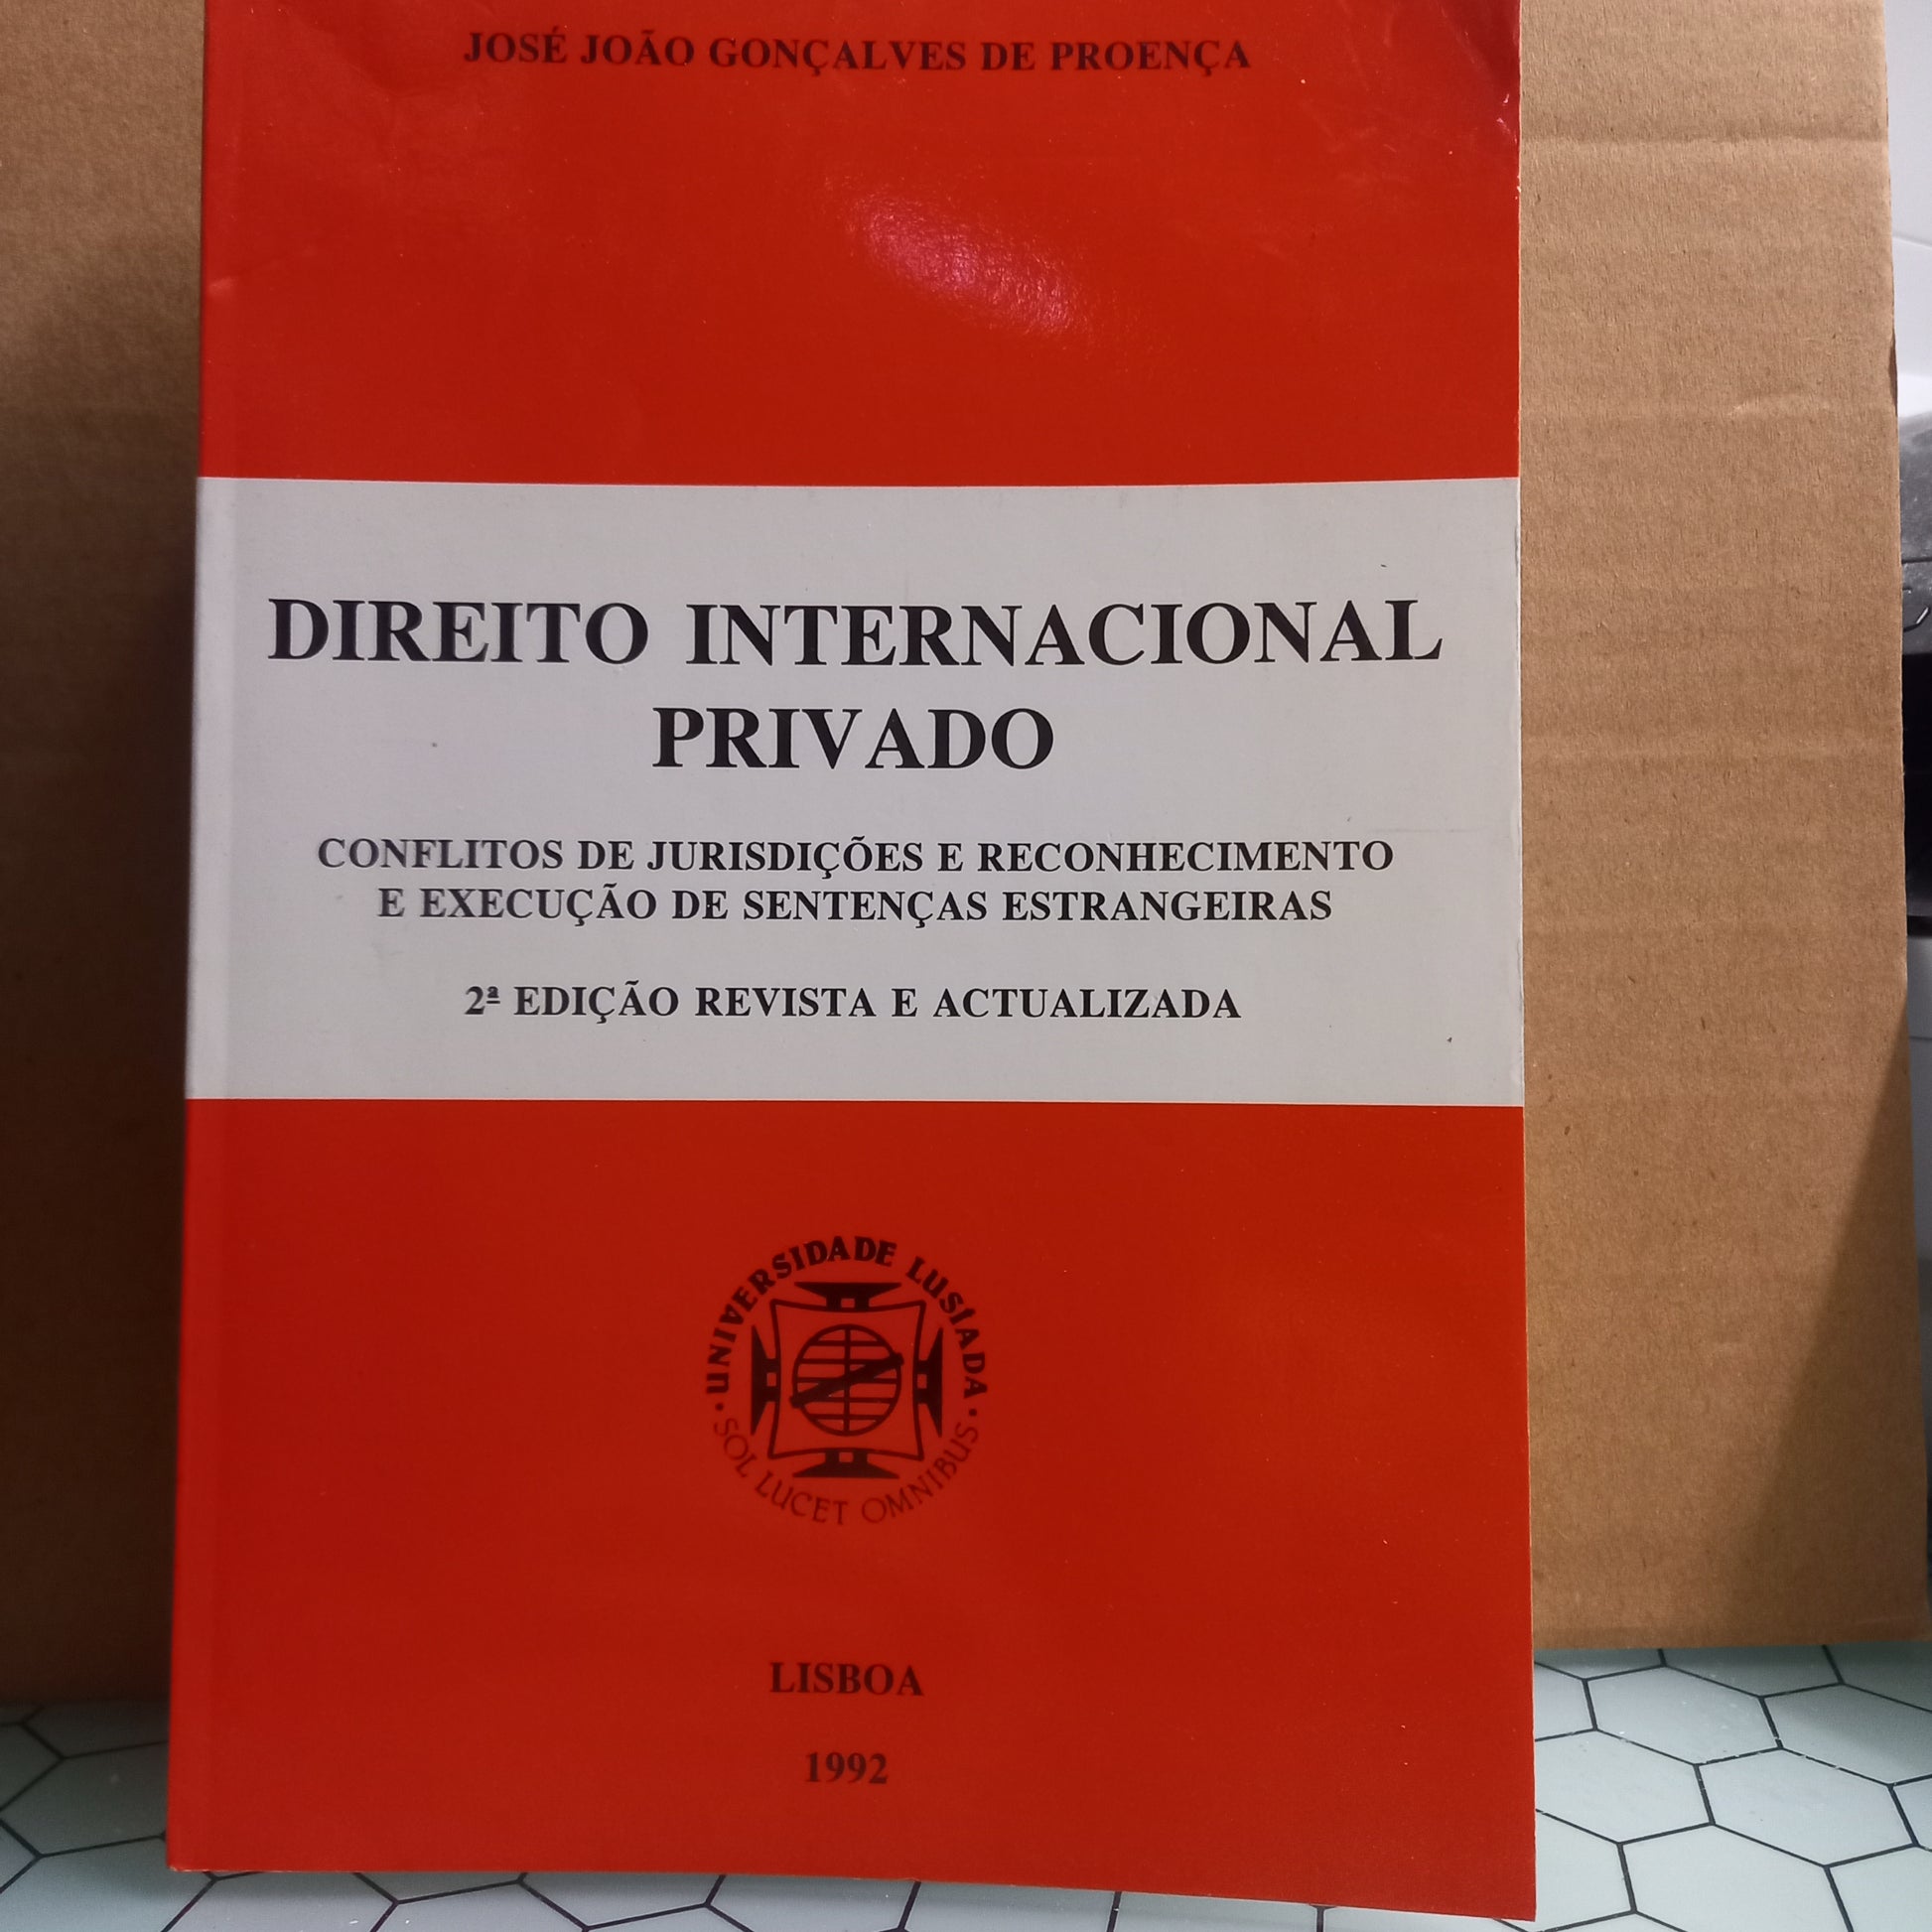 JOSÉ JOÃO GONÇALVES DE PROENÇA
DIREITO INTERNACIONAL
PRIVADO
CONFLITOS DE JURISDIÇÕES E RECONHECIMENTO
E EXECUÇÃO DE SENTENÇAS ESTRANGEIRAS
2ª EDIÇÃO REVISTA E ACTUALIZADA
UNIVERSIDADE LUSÍADA
SOL LUCET OMNIBUS
LISBOA
1992